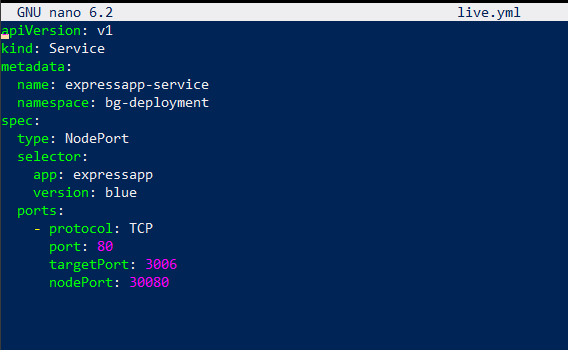 GNU nano 6.2 live.yml
apiVersion: v1
kind: Service
metadata:
  name: expressapp-service
  namespace: bg-deployment
spec:
  type: NodePort
  selector:
    app: expressapp
    version: blue
  ports:
    - protocol: TCP
      port: 80
      targetPort: 3006
      nodePort: 30080